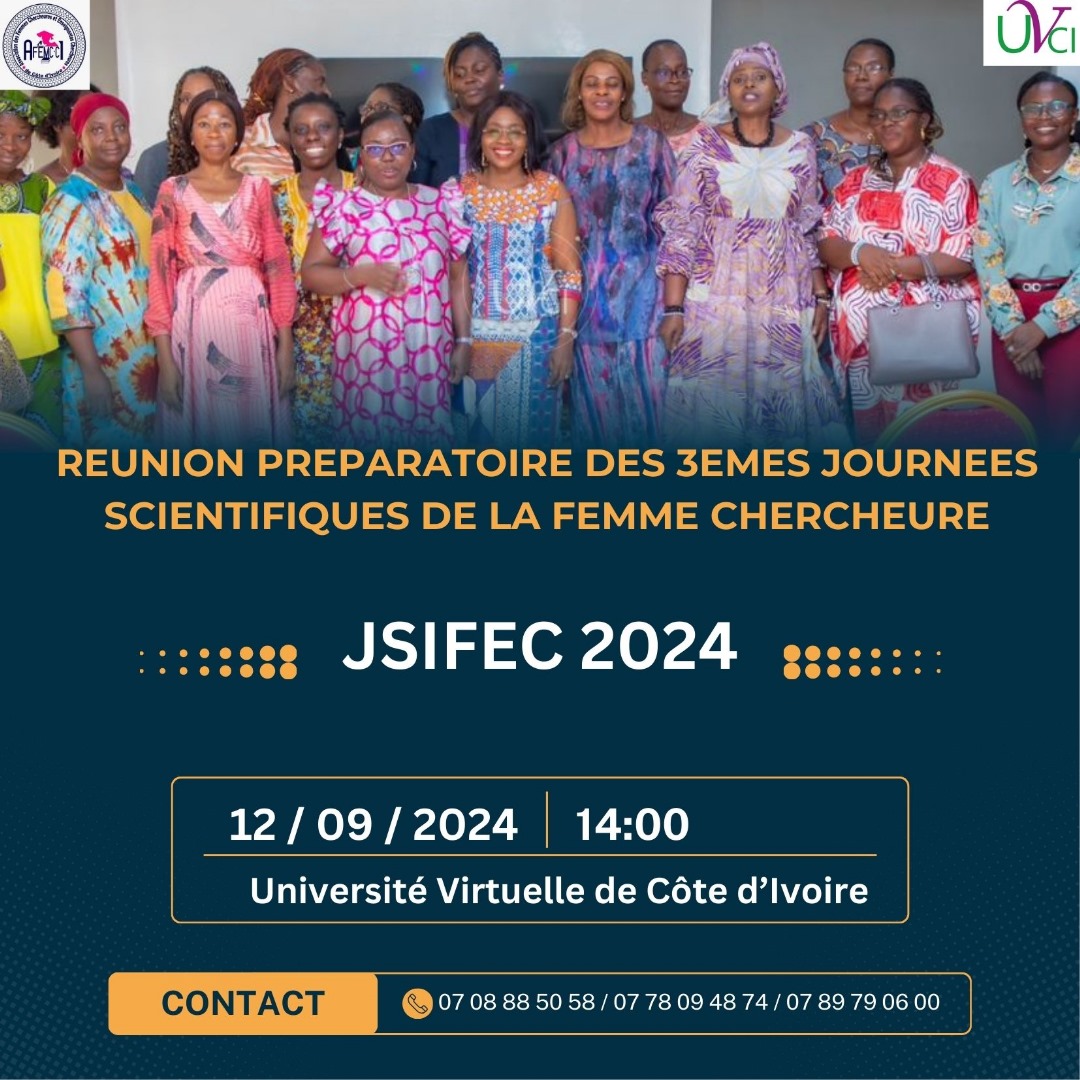 AFEMCCI
UVCI
REUNION PREPARATOIRE DES 3EMES JOURNEES
SCIENTIFIQUES DE LA FEMME CHERCHEURE
JSIFEC 2024
12 / 09 / 2024 14:00
Université Virtuelle de Côte d’Ivoire
CONTACT 07 08 88 50 58 / 07 78 09 48 74 / 07 89 79 06 00